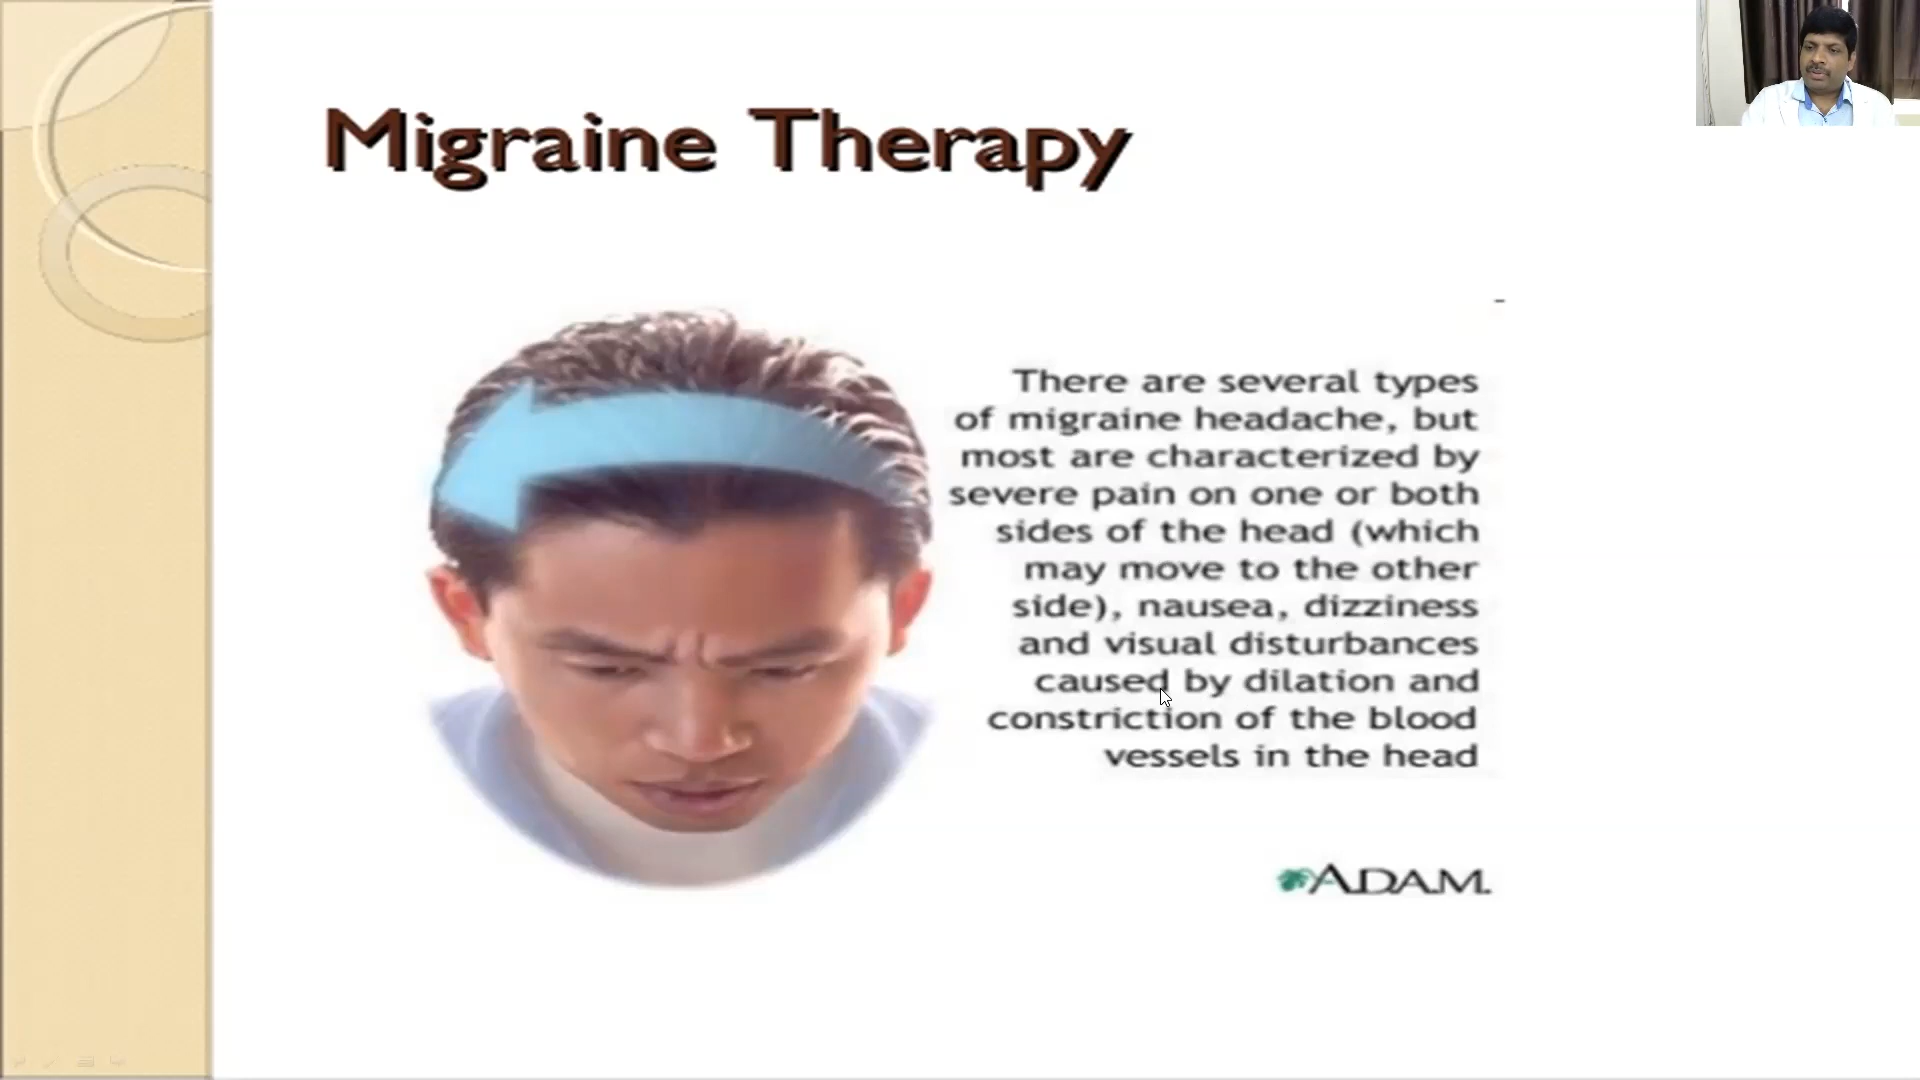 Migraine Therapy
There are several types
of migraine headache, but
most are characterized by
severe pain on one or both
sides of the head (which
may move to the other
side), nausea, dizziness
and visual disturbances
caused by dilation and
constriction of the blood
vessels in the head
ADAM.